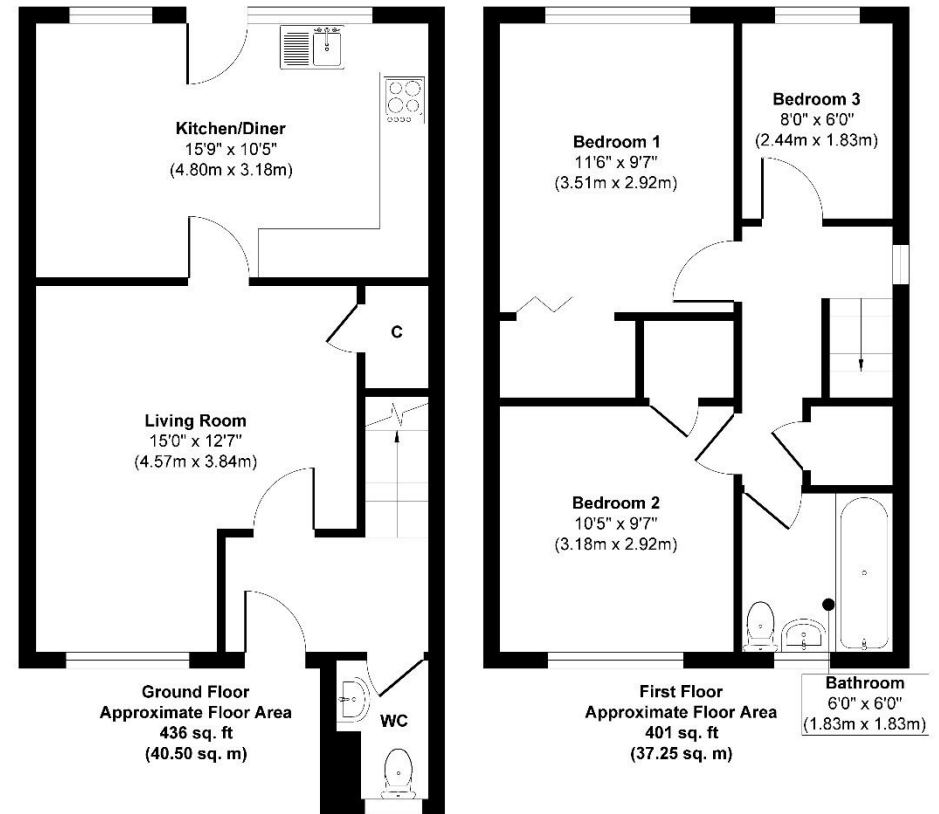 Kitchen/Diner
15'9" x 10'5"
(4.80m x 3.18m)
C
Living Room
15'0" x 12'7"
(4.57m x 3.84m)
WC
Ground Floor
Approximate Floor Area
436 sq. ft
(40.50 sq. m)
Bedroom 1
11'6" x 9'7"
(3.51m x 2.92m)
Bedroom 3
8'0" x 6'0"
(2.44m x 1.83m)
Bedroom 2
10'5" x 9'7"
(3.18m x 2.92m)
Bathroom
6'0" x 6'0"
(1.83m x 1.83m)
First Floor
Approximate Floor Area
401 sq. ft
(37.25 sq. m)